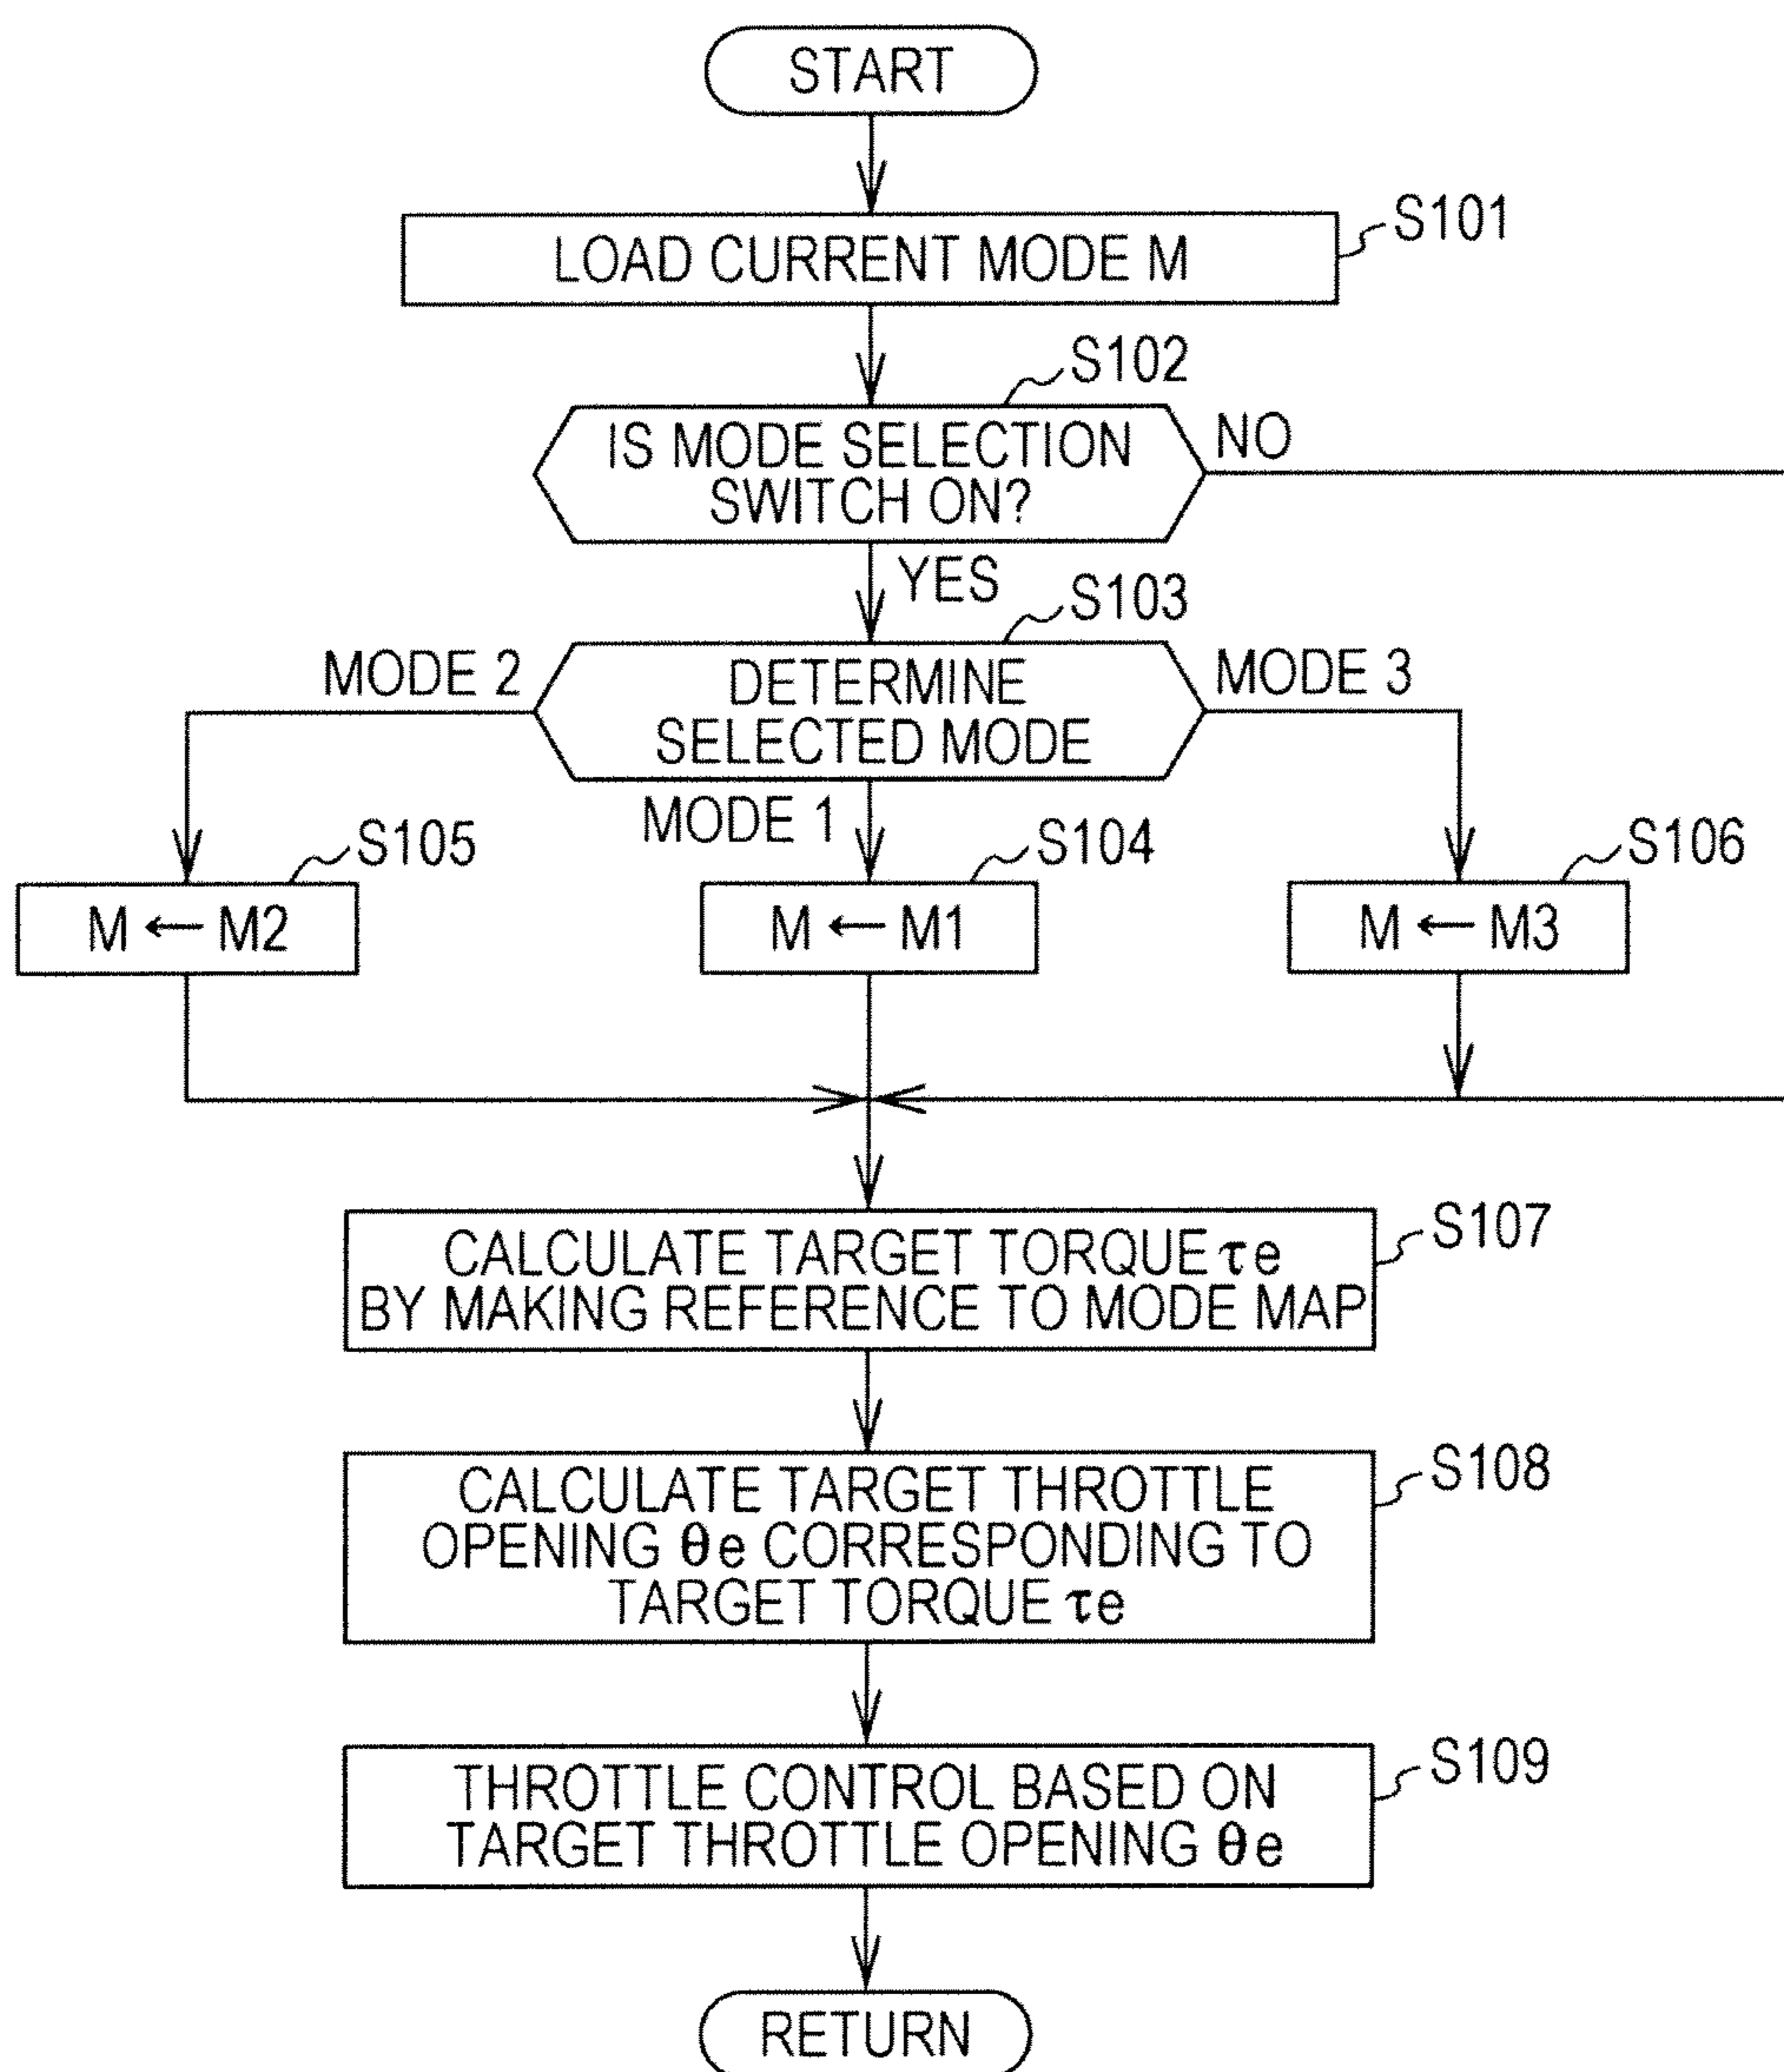 START
LOAD CURRENT MODE M
S101
S102
IS MODE SELECTION
SWITCH ON?
NO
YES
S103
MODE 2
DETERMINE
SELECTED MODE
MODE 3
MODE 1
S105
S104
S106
M ← M2
M ← M1
M ← M3
CALCULATE TARGET TORQUE τe
BY MAKING REFERENCE TO MODE MAP
S107
CALCULATE TARGET THROTTLE
OPENING θe CORRESPONDING TO
TARGET TORQUE τe
S108
THROTTLE CONTROL BASED ON
TARGET THROTTLE OPENING θe
S109
RETURN